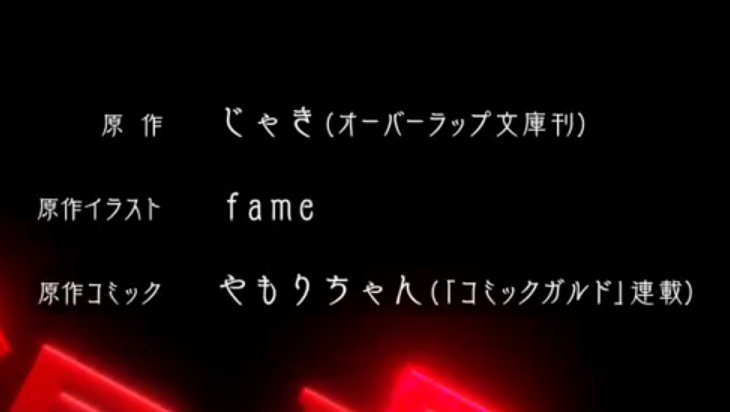 原作 じゃき(オーバーラップ文庫刊)
原作イラスト fame
原作コミック やもりちゃん(「コミックガルド」連載)